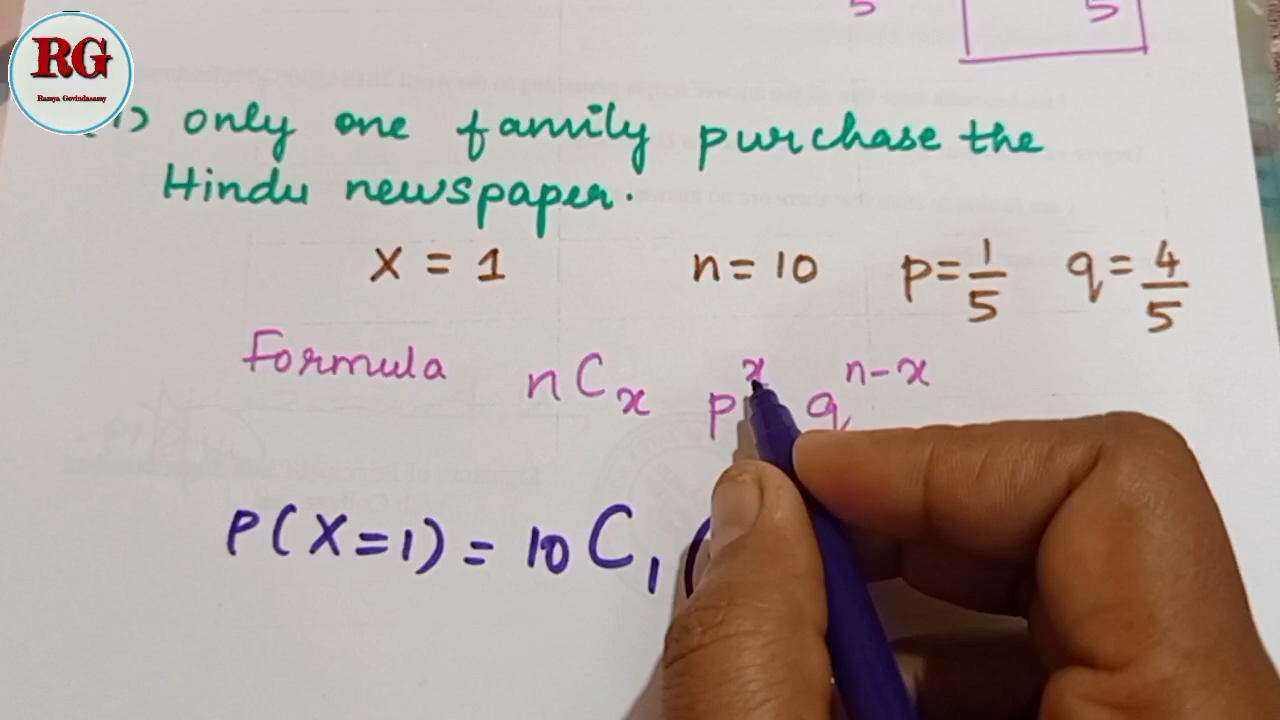 5 5
RG
Ramya Govindasamy
only one family purchase the
Hindu newspaper.
X = 1 n = 10 p = 1/5 q = 4/5
Formula nCx p^x q^n-x
P(X=1) = 10C1 (